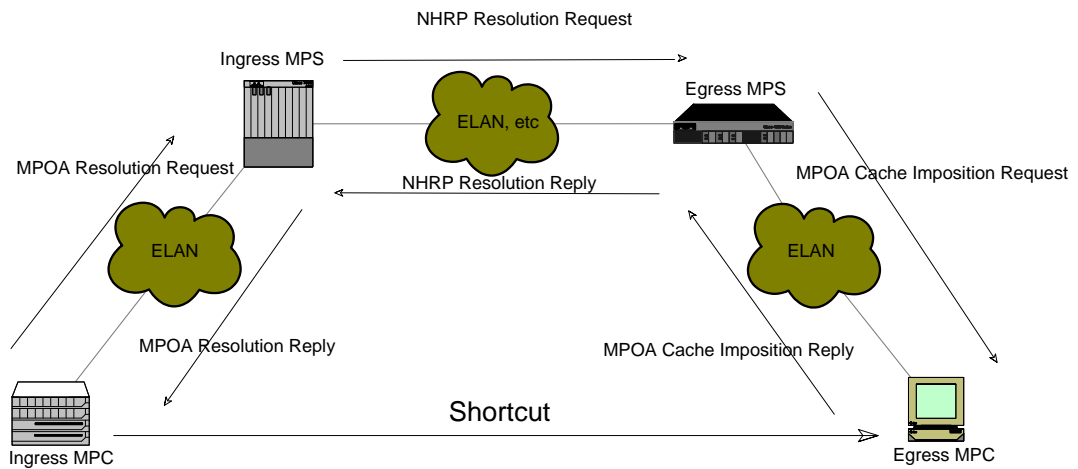 NHRP Resolution Request
Ingress MPS
Egress MPS
ELAN, etc
MPOA Resolution Request
NHRP Resolution Reply
MPOA Cache Imposition Request
ELAN
ELAN
MPOA Resolution Reply
MPOA Cache Imposition Reply
Shortcut
Ingress MPC
Egress MPC